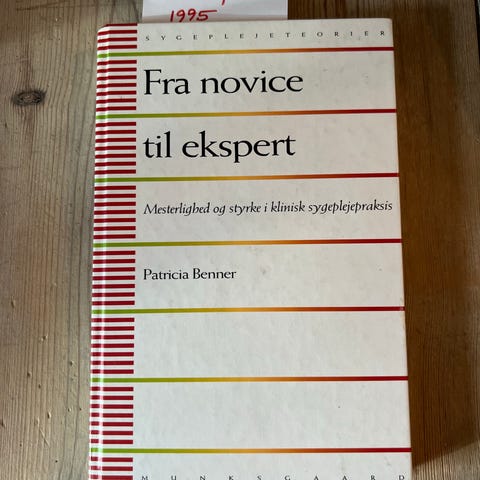 1995
SYGEPLEJETEORIER
Fra novice
til ekspert
Mesterlighed og styrke i klinisk sygeplejepraksis
Patricia Benner
MUNKSGAARD